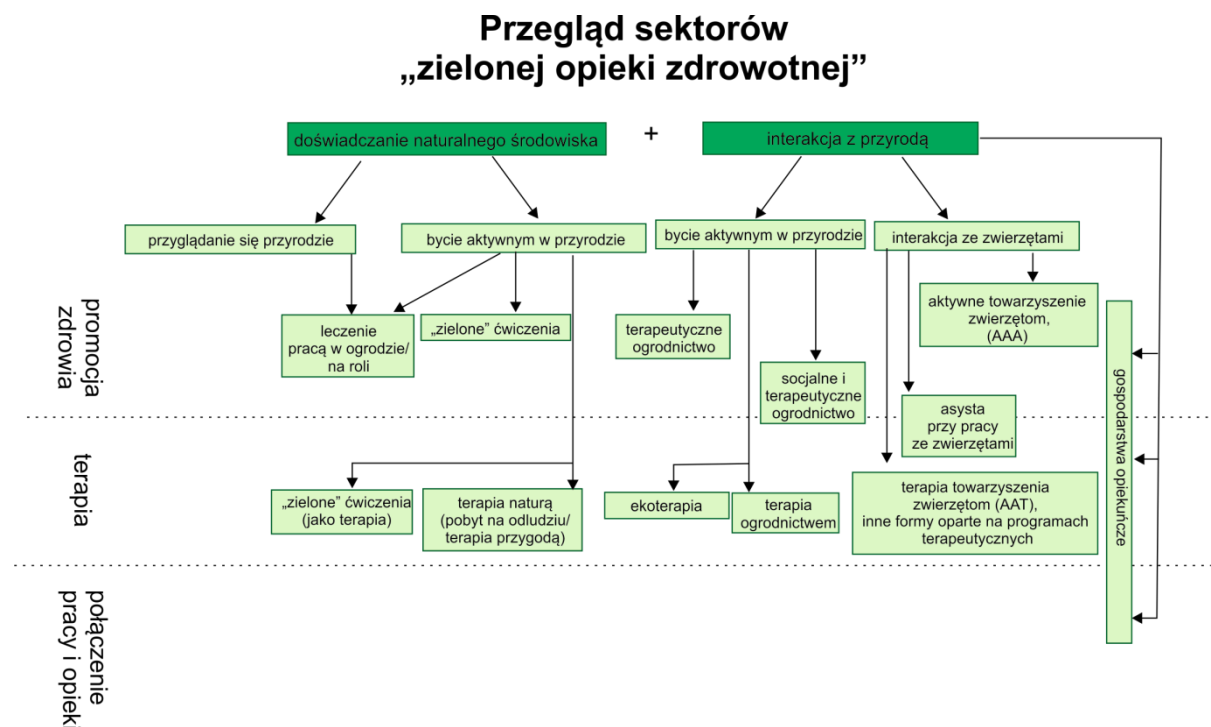 Przegląd sektorów
„zielonej opieki zdrowotnej”
doświadczanie naturalnego środowiska
+
interakcja z przyrodą
przyglądanie się przyrodzie
bycie aktywnym w przyrodzie
bycie aktywnym w przyrodzie
interakcja ze zwierzętami
promocja
zdrowia
leczenie
pracą w ogrodzie/
na roli
„zielone” ćwiczenia
terapeutyczne
ogrodnictwo
socjalne i
terapeutyczne
ogrodnictwo
aktywne towarzyszenie
zwierzętom,
(AAA)
asysta
przy pracy
ze zwierzętami
gospodarstwa opiekuńcze
terapia
„zielone” ćwiczenia
(jako terapia)
terapia naturą
(pobyt na odludziu/
terapia przygodą)
ekoterapia
terapia
ogrodnictwem
terapia towarzyszenia
zwierzętom (AAT),
inne formy oparte na programach
terapeutycznych
połączenie
pracy i opieki